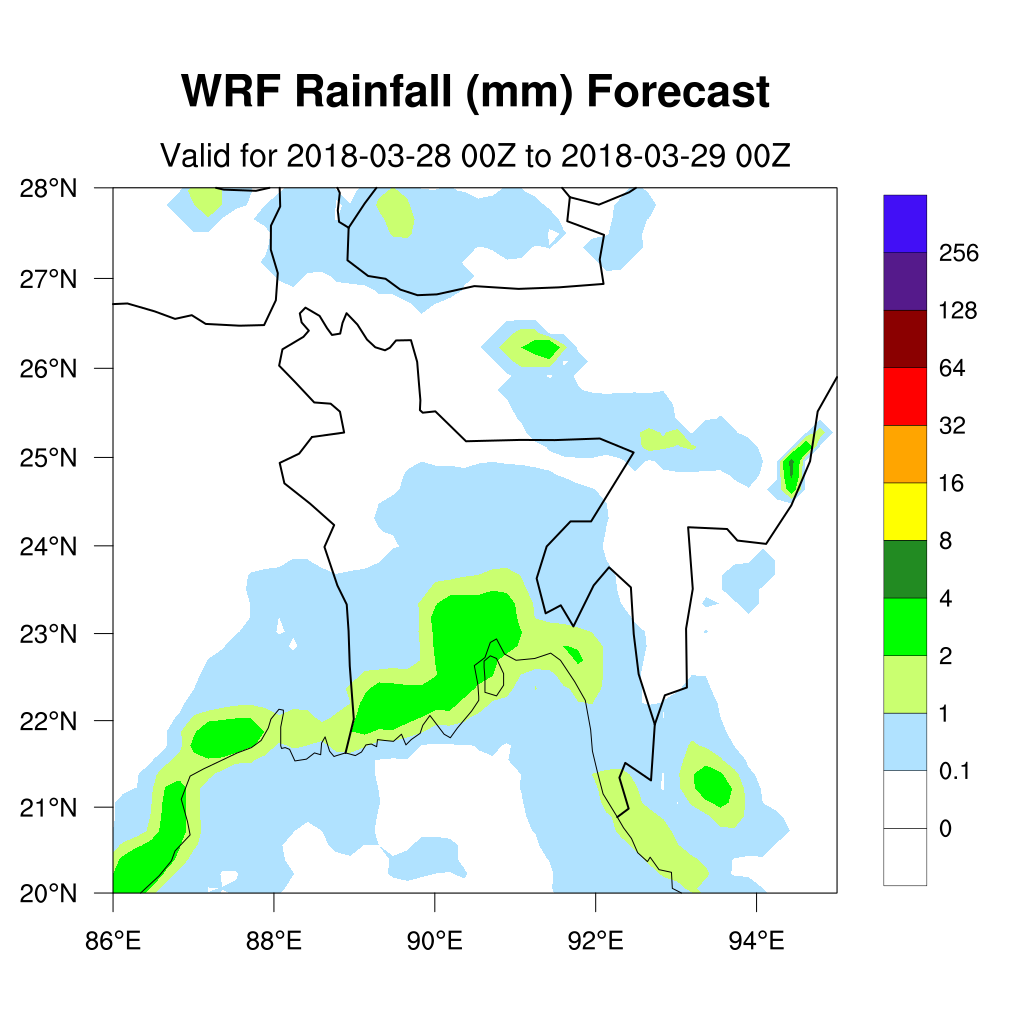 WRF Rainfall (mm) Forecast
Valid for 2018-03-28 00Z to 2018-03-29 00Z
28°N
27°N
26°N
25°N
24°N
23°N
22°N
21°N
20°N
86°E 88°E 90°E 92°E 94°E
256
128
64
32
16
8
4
2
1
0.1
0